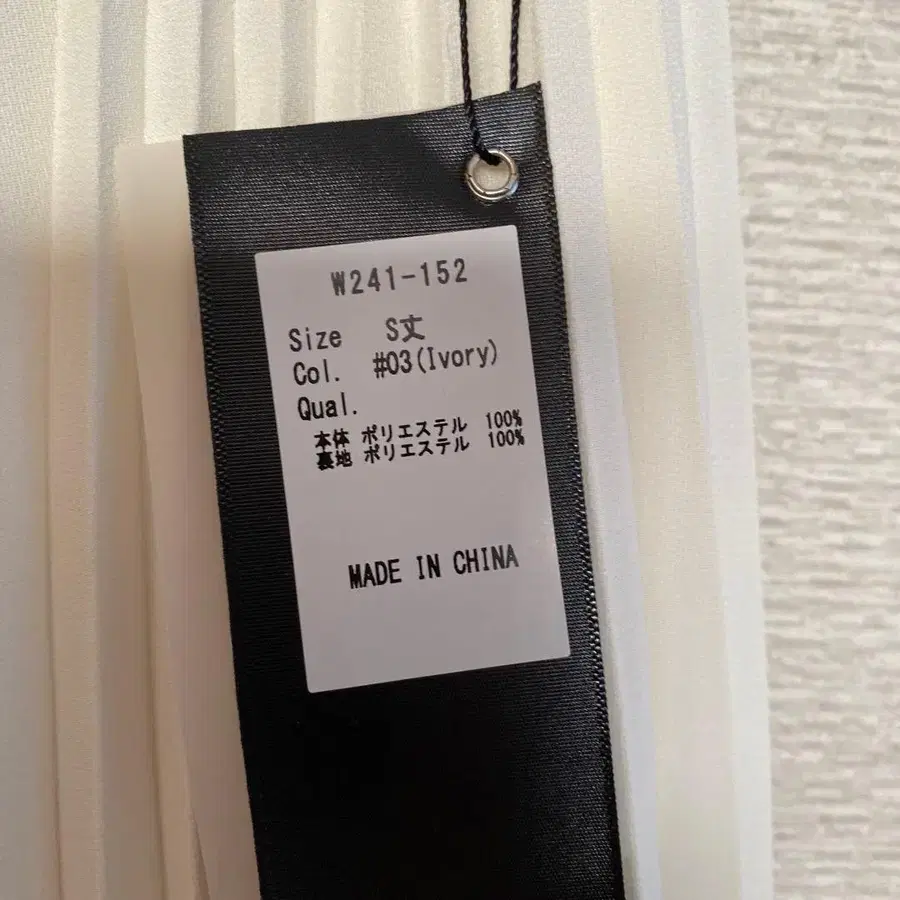 W241-152
Size S丈
Col. #03(Ivory)
Qual.
本体 ポリエステル 100%
裏地 ポリエステル 100%
MADE IN CHINA